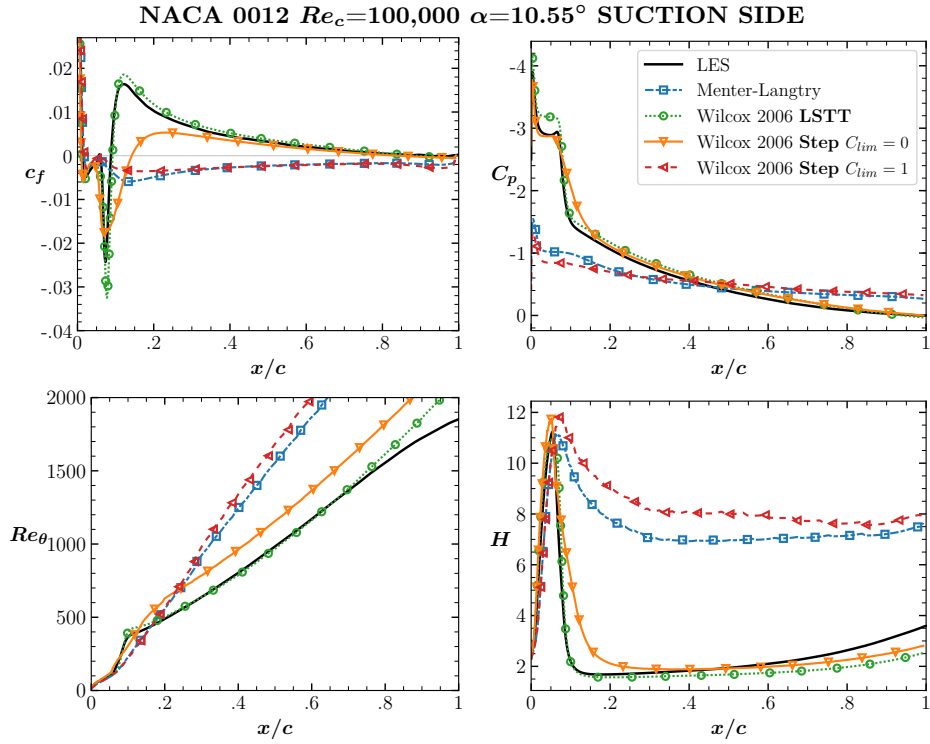 NACA 0012 Re_c=100,000 α=10.55° SUCTION SIDE
.02
.01
0
c_f
-.01
-.02
-.03
-.04
0 .2 .4 .6 .8 1
x/c
-4
-3
-2
C_p
-1
0
0 .2 .4 .6 .8 1
x/c
LES
Menter-Langtry
Wilcox 2006 LSTT
Wilcox 2006 Step C_lim = 0
Wilcox 2006 Step C_lim = 1
2000
1500
Re_θ
1000
500
0
0 .2 .4 .6 .8 1
x/c
12
10
8
H
6
4
2
0 .2 .4 .6 .8 1
x/c